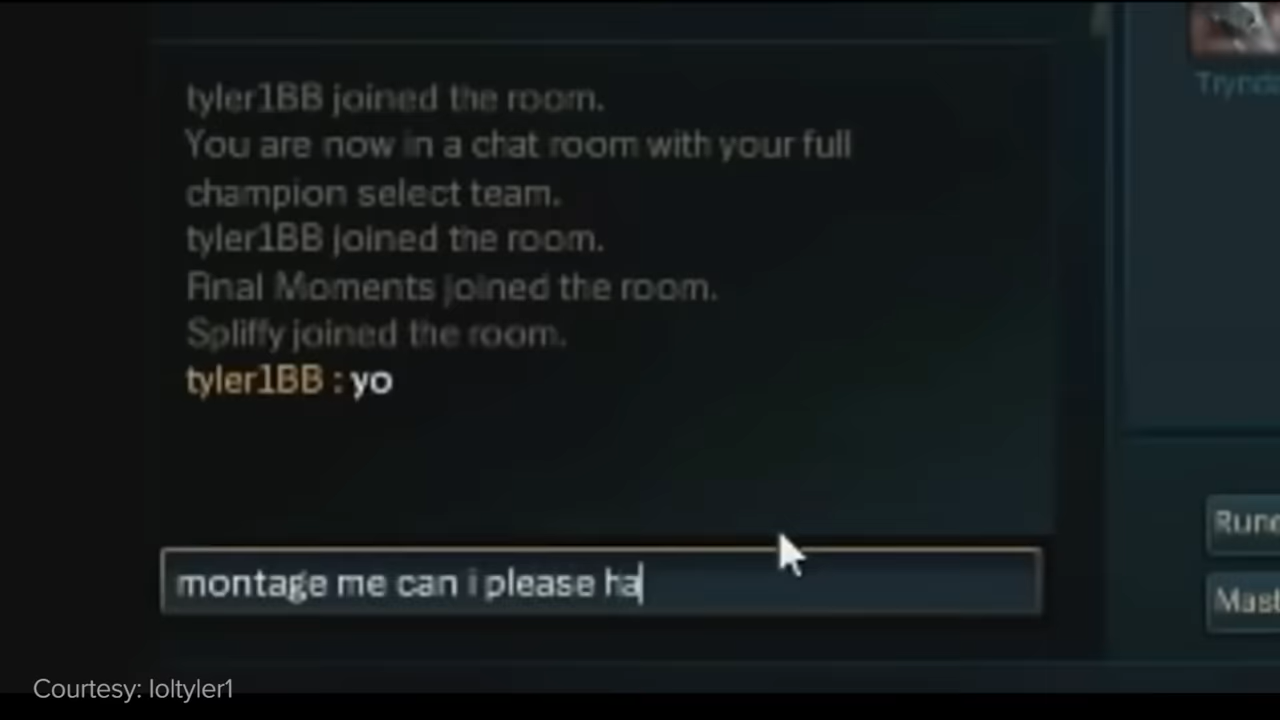 tyler1BB joined the room.
You are now in a chat room with your full
champion select team.
tyler1BB joined the room.
Final Moments joined the room.
Spliffy joined the room.
tyler1BB : yo
montage me can i please ha
Trynda
Rune
Mast
Courtesy: loltyler1